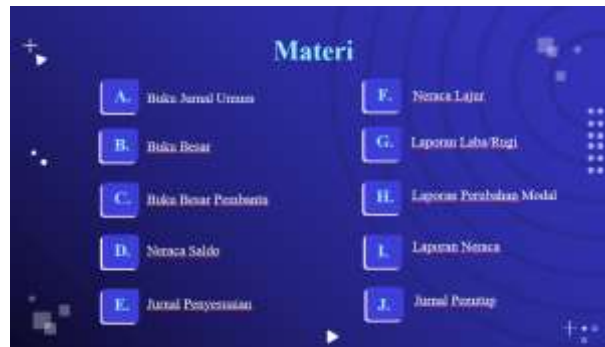 Materi
A. Buku Jurnal Umum
B. Buku Besar
C. Buku Besar Pembantu
D. Neraca Saldo
E. Jurnal Penyesuaian
F. Neraca Lajur
G. Laporan Laba/Rugi
H. Laporan Perubahan Modal
I. Laporan Neraca
J. Jurnal Penutup